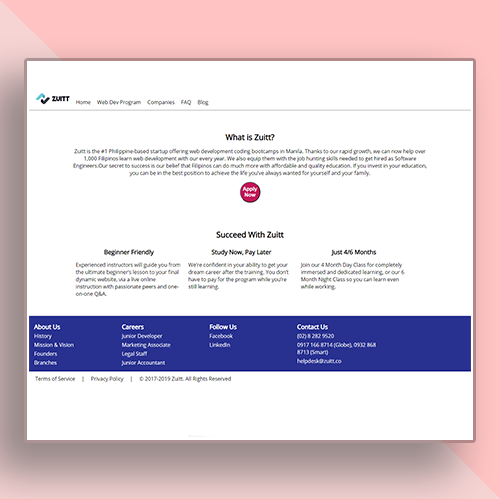 ZUITT Home Web Dev Program Companies FAQ Blog
What is Zuitt?
Zuitt is the #1 Philippine-based startup offering web development coding bootcamps in Manila. Thanks to our rapid growth, we can now help over
1,000 Filipinos learn web development with our every year. We also equip them with the job hunting skills needed to get hired as Software
Engineers.Our secret to success is our belief that Filipinos can do much more with affordable and quality education. If you invest in your education,
you can be in the best position to achieve the life you've always wanted for yourself and your family.
Apply
Now
Succeed With Zuitt
Beginner Friendly
Experienced instructors will guide you from
the ultimate beginner's lesson to your final
dynamic website, via a live online
instruction with passionate peers and one-
on-one Q&A.
Study Now, Pay Later
We're confident in your ability to get your
dream career after the training. You don't
have to pay for the program while you're
still learning.
Just 4/6 Months
Join our 4 Month Day Class for completely
immersed and dedicated learning, or our 6
Month Night Class so you can learn even
while working.
About Us
History
Mission & Vision
Founders
Branches
Careers
Junior Developer
Marketing Associate
Legal Staff
Junior Accountant
Follow Us
Facebook
LinkedIn
Contact Us
(02) 8 282 9520
0917 166 8714 (Globe), 0932 868
8713 (Smart)
helpdesk@zuitt.co
Terms of Service | Privacy Policy | © 2017-2019 Zuitt. All Rights Reserved